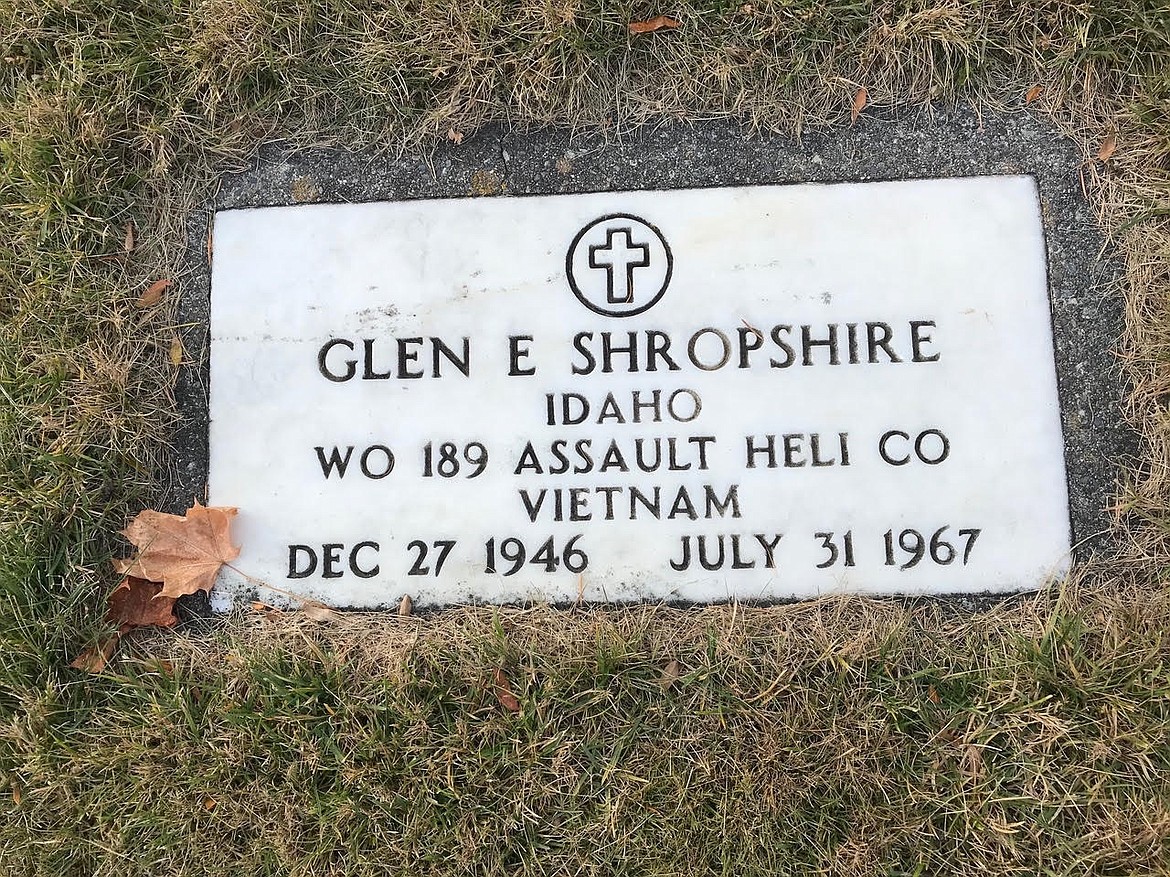 GLEN E SHROPSHIRE
IDAHO
WO 189 ASSAULT HELI CO
VIETNAM
DEC 27 1946 JULY 31 1967